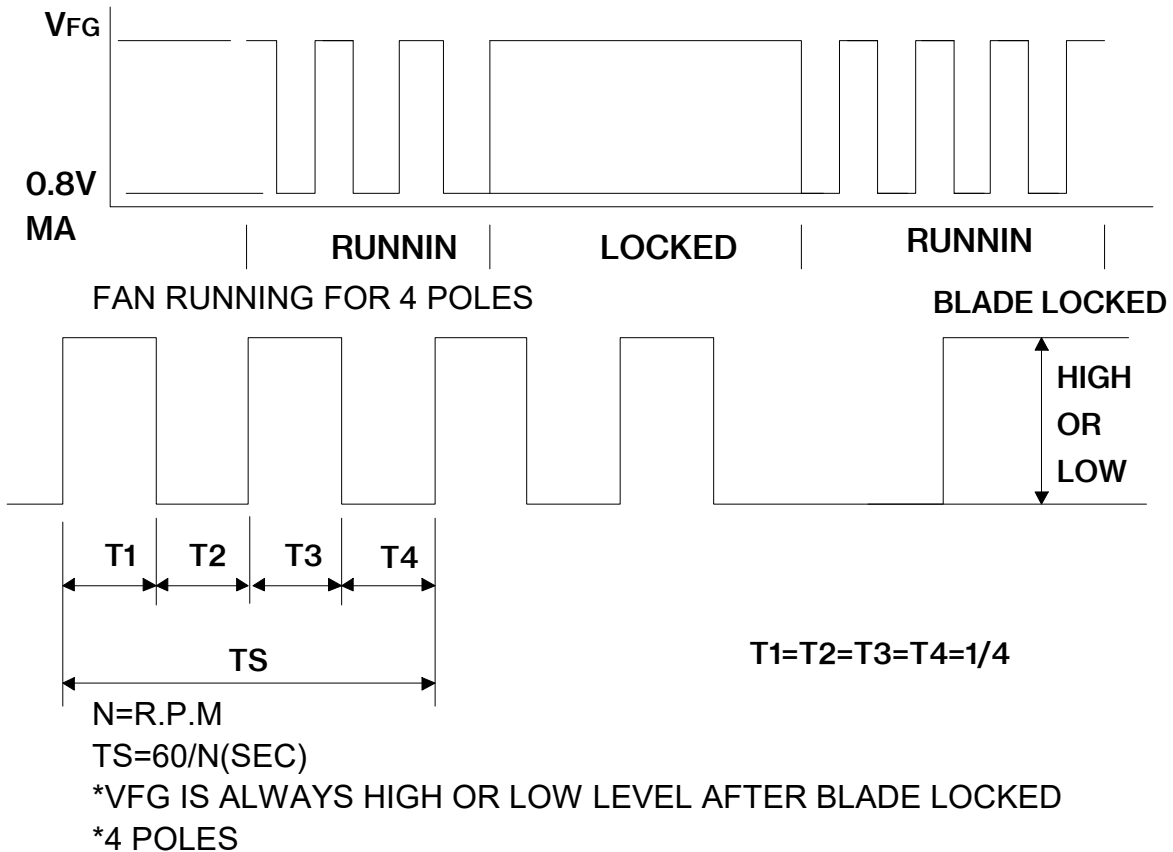 VFG
0.8V
MA
RUNNIN LOCKED RUNNIN
FAN RUNNING FOR 4 POLES
BLADE LOCKED
HIGH
OR
LOW
T1 T2 T3 T4
TS
T1=T2=T3=T4=1/4
N=R.P.M
TS=60/N(SEC)
*VFG IS ALWAYS HIGH OR LOW LEVEL AFTER BLADE LOCKED
*4 POLES